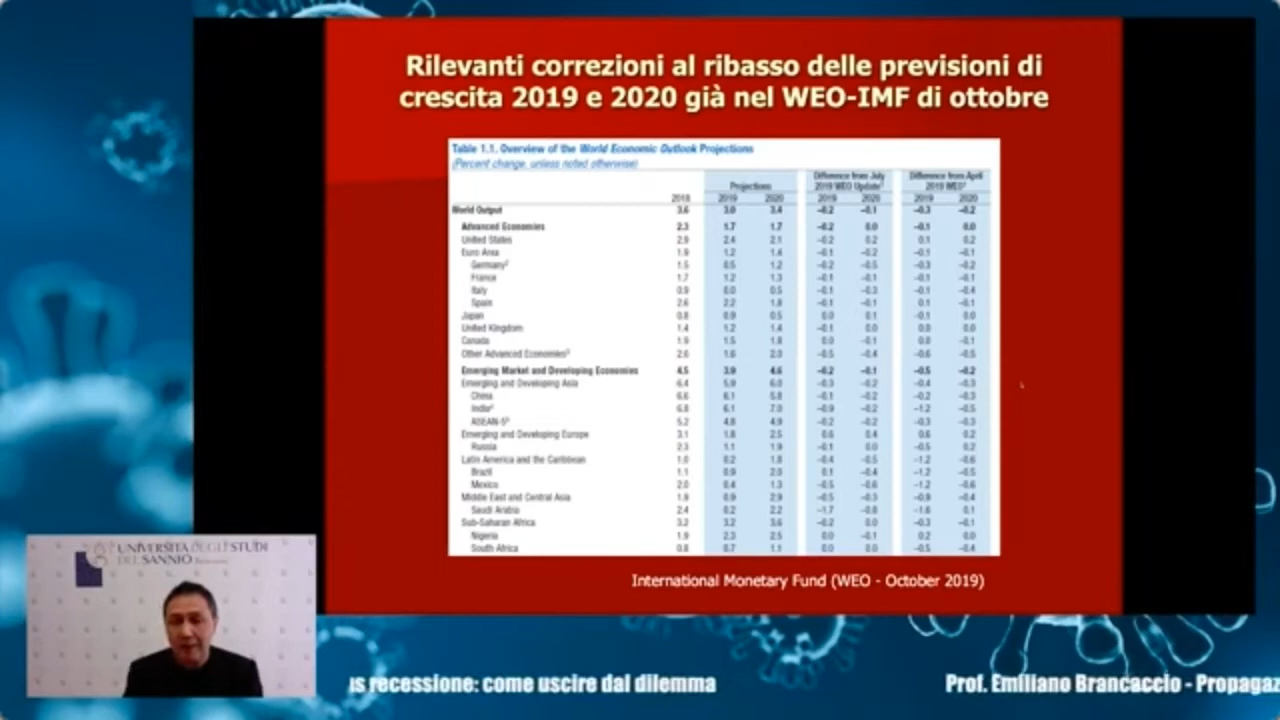 Rilevanti correzioni al ribasso delle previsioni di
crescita 2019 e 2020 già nel WEO-IMF di ottobre
Table 1.1. Overview of the World Economic Outlook Projections
(Percent change, unless noted otherwise)
Projections Difference from July 2019 WEO Update¹ Difference from April 2019 WEO¹
2018 2019 2020 2019 2020 2019 2020
World Output 3.6 3.0 3.4 –0.2 –0.1 –0.3 –0.2
Advanced Economies 2.3 1.7 1.7 –0.2 0.0 –0.1 0.0
United States 2.9 2.4 2.1 –0.2 0.2 0.1 0.2
Euro Area 1.9 1.2 1.4 –0.1 –0.2 –0.1 –0.1
Germany² 1.5 0.5 1.2 –0.2 –0.5 –0.3 –0.2
France 1.7 1.2 1.3 –0.1 –0.1 –0.1 –0.1
Italy 0.9 0.0 0.5 –0.1 –0.3 –0.1 –0.4
Spain 2.6 2.2 1.8 –0.1 –0.1 0.1 –0.1
Japan 0.8 0.9 0.5 0.0 0.1 –0.1 0.0
United Kingdom 1.4 1.2 1.4 –0.1 0.0 0.0 0.0
Canada 1.9 1.5 1.8 0.0 –0.1 0.0 –0.1
Other Advanced Economies³ 2.6 1.6 2.0 –0.5 –0.4 –0.6 –0.5
Emerging Market and Developing Economies 4.5 3.9 4.6 –0.2 –0.1 –0.5 –0.2
Emerging and Developing Asia 6.4 5.9 6.0 –0.3 –0.2 –0.4 –0.3
China 6.6 6.1 5.8 –0.1 –0.2 –0.2 –0.3
India⁴ 6.8 6.1 7.0 –0.9 –0.2 –1.2 –0.5
ASEAN-5⁵ 5.2 4.8 4.9 –0.2 –0.2 –0.3 –0.3
Emerging and Developing Europe 3.1 1.8 2.5 0.6 0.4 0.6 0.2
Russia 2.3 1.1 1.9 –0.1 0.0 –0.5 0.2
Latin America and the Caribbean 1.0 0.2 1.8 –0.4 –0.5 –1.2 –0.6
Brazil 1.1 0.9 2.0 0.1 –0.4 –1.2 –0.5
Mexico 2.0 0.4 1.3 –0.5 –0.6 –1.2 –0.6
Middle East and Central Asia 1.9 0.9 2.9 –0.5 –0.3 –0.9 –0.4
Saudi Arabia 2.4 0.2 2.2 –1.7 –0.8 –1.6 0.1
Sub-Saharan Africa 3.2 3.2 3.6 –0.2 0.0 –0.3 –0.1
Nigeria 1.9 2.3 2.5 0.0 –0.1 0.2 0.0
South Africa 0.8 0.7 1.1 0.0 0.0 –0.5 –0.4
International Monetary Fund (WEO - October 2019)
UNIVERSITÀ DEGLI STUDI
DEL SANNIO Benevento
us recessione: come uscire dal dilemma
Prof. Emiliano Brancaccio - Propagaz